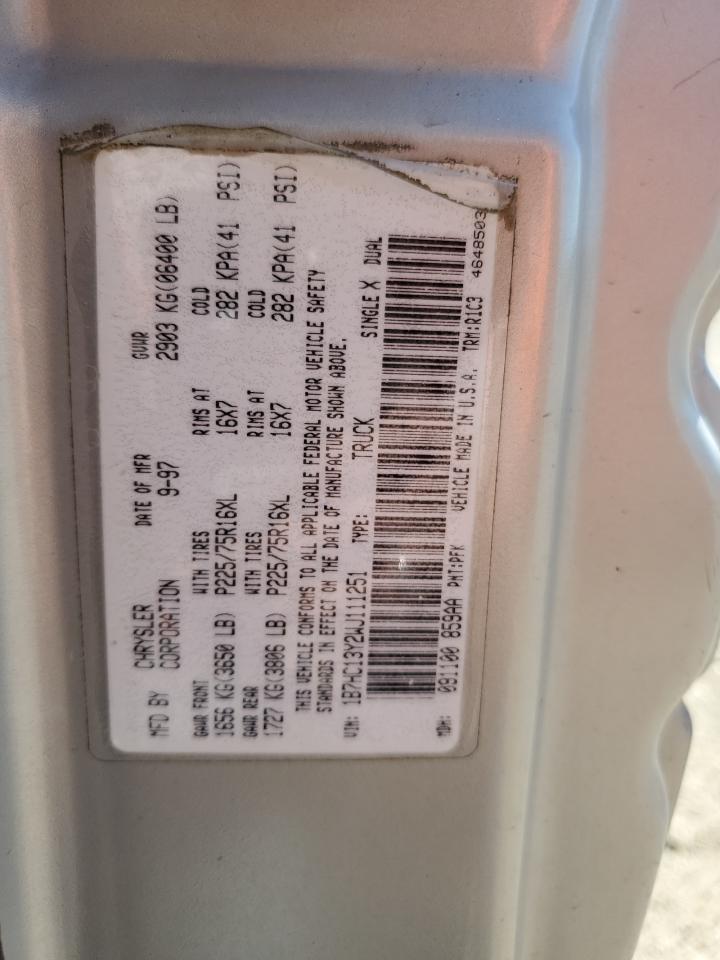 MFD BY CHRYSLER CORPORATION DATE OF MFR 9-97 GVWR 2903 KG(06400 LB)
GAWR FRONT WITH TIRES RIMS AT COLD
1656 KG(3650 LB) P225/75R16XL 16X7 282 KPA(41 PSI)
GAWR REAR WITH TIRES RIMS AT COLD
1727 KG(3806 LB) P225/75R16XL 16X7 282 KPA(41 PSI)
THIS VEHICLE CONFORMS TO ALL APPLICABLE FEDERAL MOTOR VEHICLE SAFETY
STANDARDS IN EFFECT ON THE DATE OF MANUFACTURE SHOWN ABOVE.
VIN: 1B7HC13Y2WJ111251 TYPE: TRUCK SINGLE X DUAL
MDH: 091100 859AA PNT:PFK VEHICLE MADE IN U.S.A. TRM:R1C3 4648503